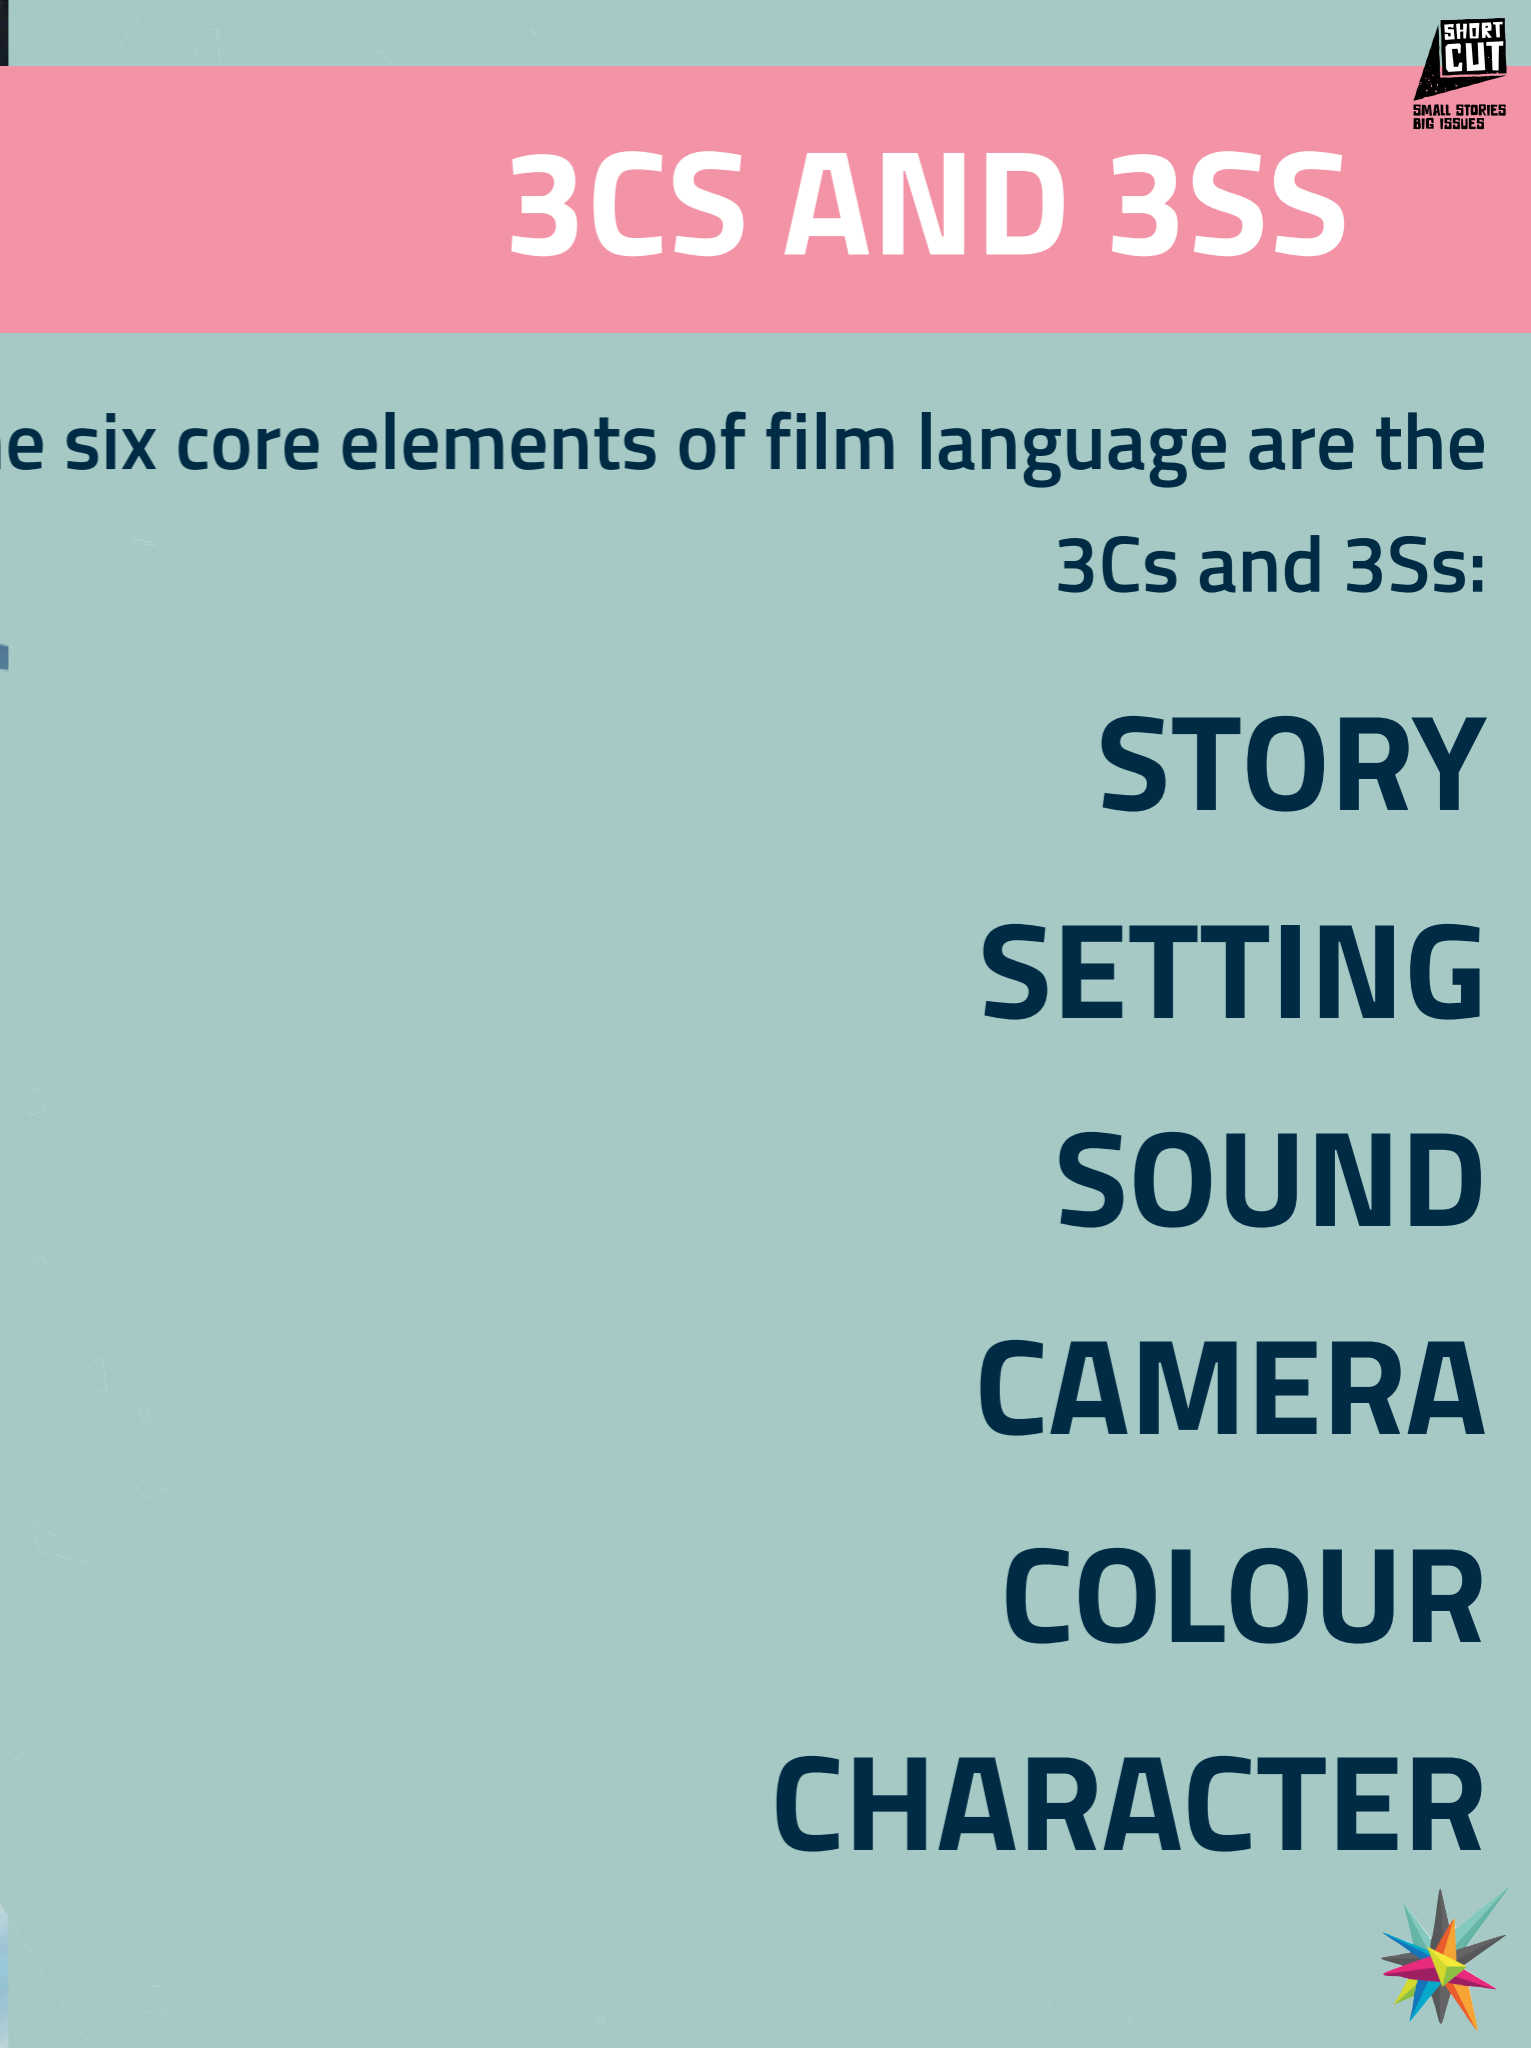 SHORT
CUT
SMALL STORIES
BIG ISSUES
3CS AND 3SS
e six core elements of film language are the
3Cs and 3Ss:
STORY
SETTING
SOUND
CAMERA
COLOUR
CHARACTER